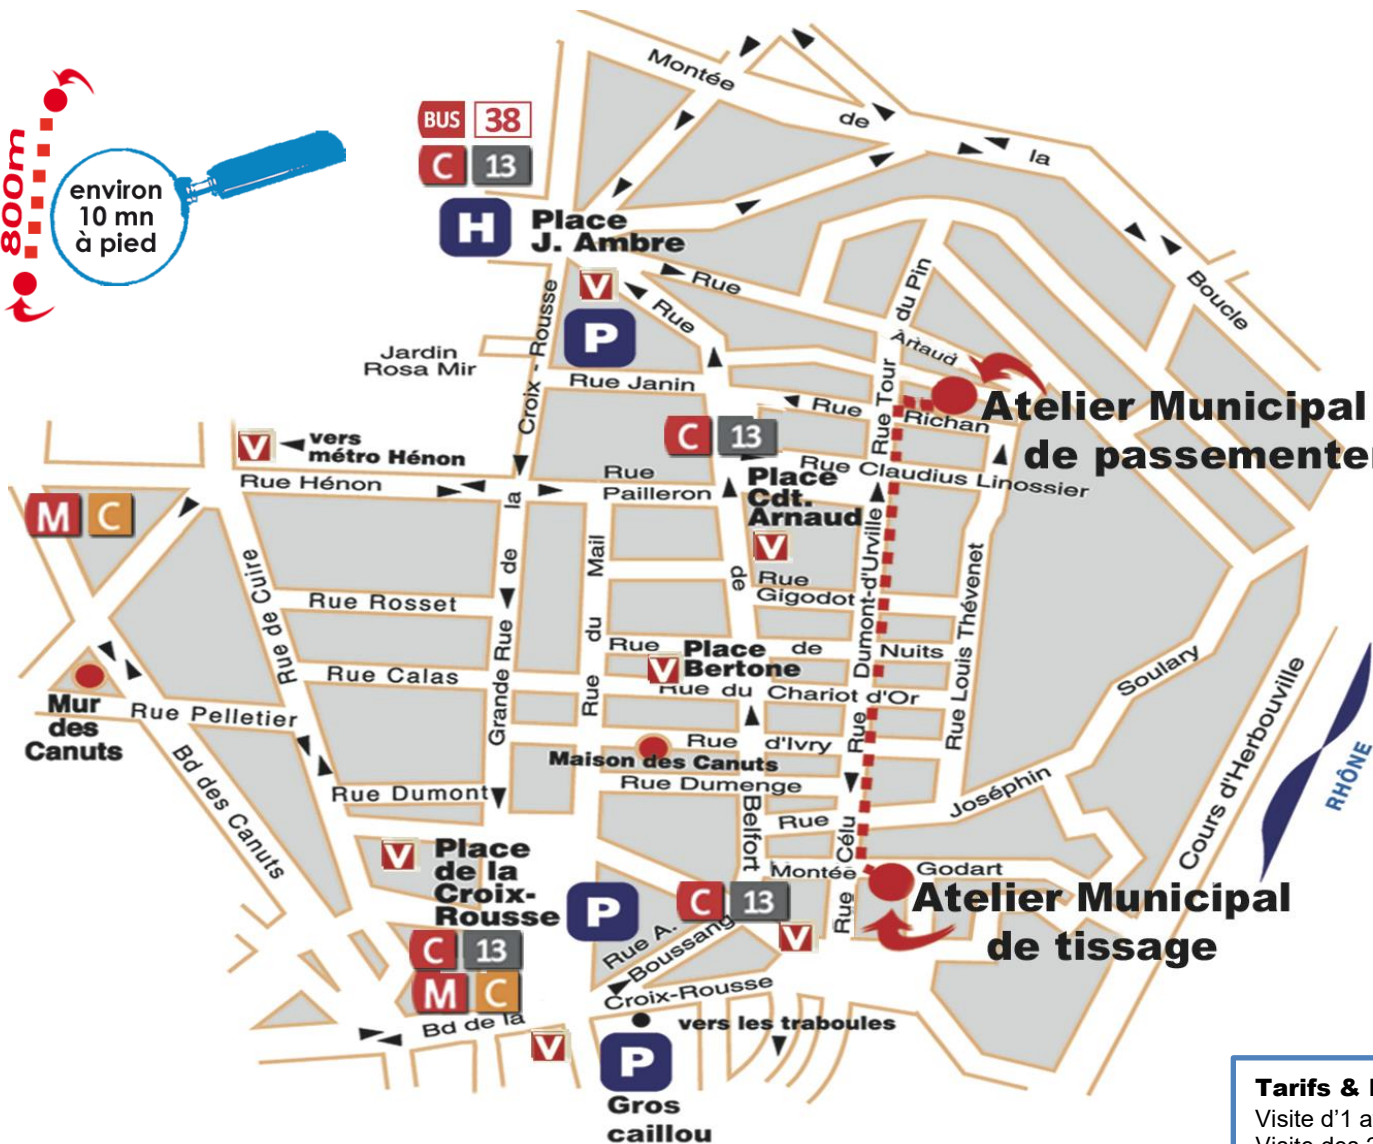 Montée
de
la
Boucle
800m
environ
10 mn
à pied
BUS 38
C 13
H
Place
J. Ambre
V
P
Rue
Rue
du Pin
Artaud
Jardin
Rosa Mir
Croix - Rousse
Rue Janin
Rue
Richan
Rue Tour
Atelier Municipal
de passementer
C 13
V
vers
métro Hénon
Rue Hénon
Rue
Pailleron
Place
Cdt.
Arnaud
V
Rue Claudius Linossier
M C
la
de
Grande Rue
Rue de Cuire
Rue Rosset
Mail
du
Rue
de
Rue
Gigodot
Dumont-d'Urville
Rue
Rue Louis Thévenet
Rue
de
Nuits
Place
Bertone
V
Rue Calas
Rue du Chariot d'Or
Soulary
Joséphin
Rue
Cours d'Herbouville
RHÔNE
Mur
des
Canuts
Rue Pelletier
Bd des Canuts
Rue d'Ivry
Maison des Canuts
Rue Dumenge
Rue Dumont
Belfort
Célu
Rue
Montée
Godart
V
Place
de la
Croix-
Rousse
P
C 13
Atelier Municipal
de tissage
C 13
M C
Rue A.
Boussang
V
Bd de la
Croix-Rousse
V
vers les traboules
P
Gros
caillou
Tarifs &
Visite d’1 a